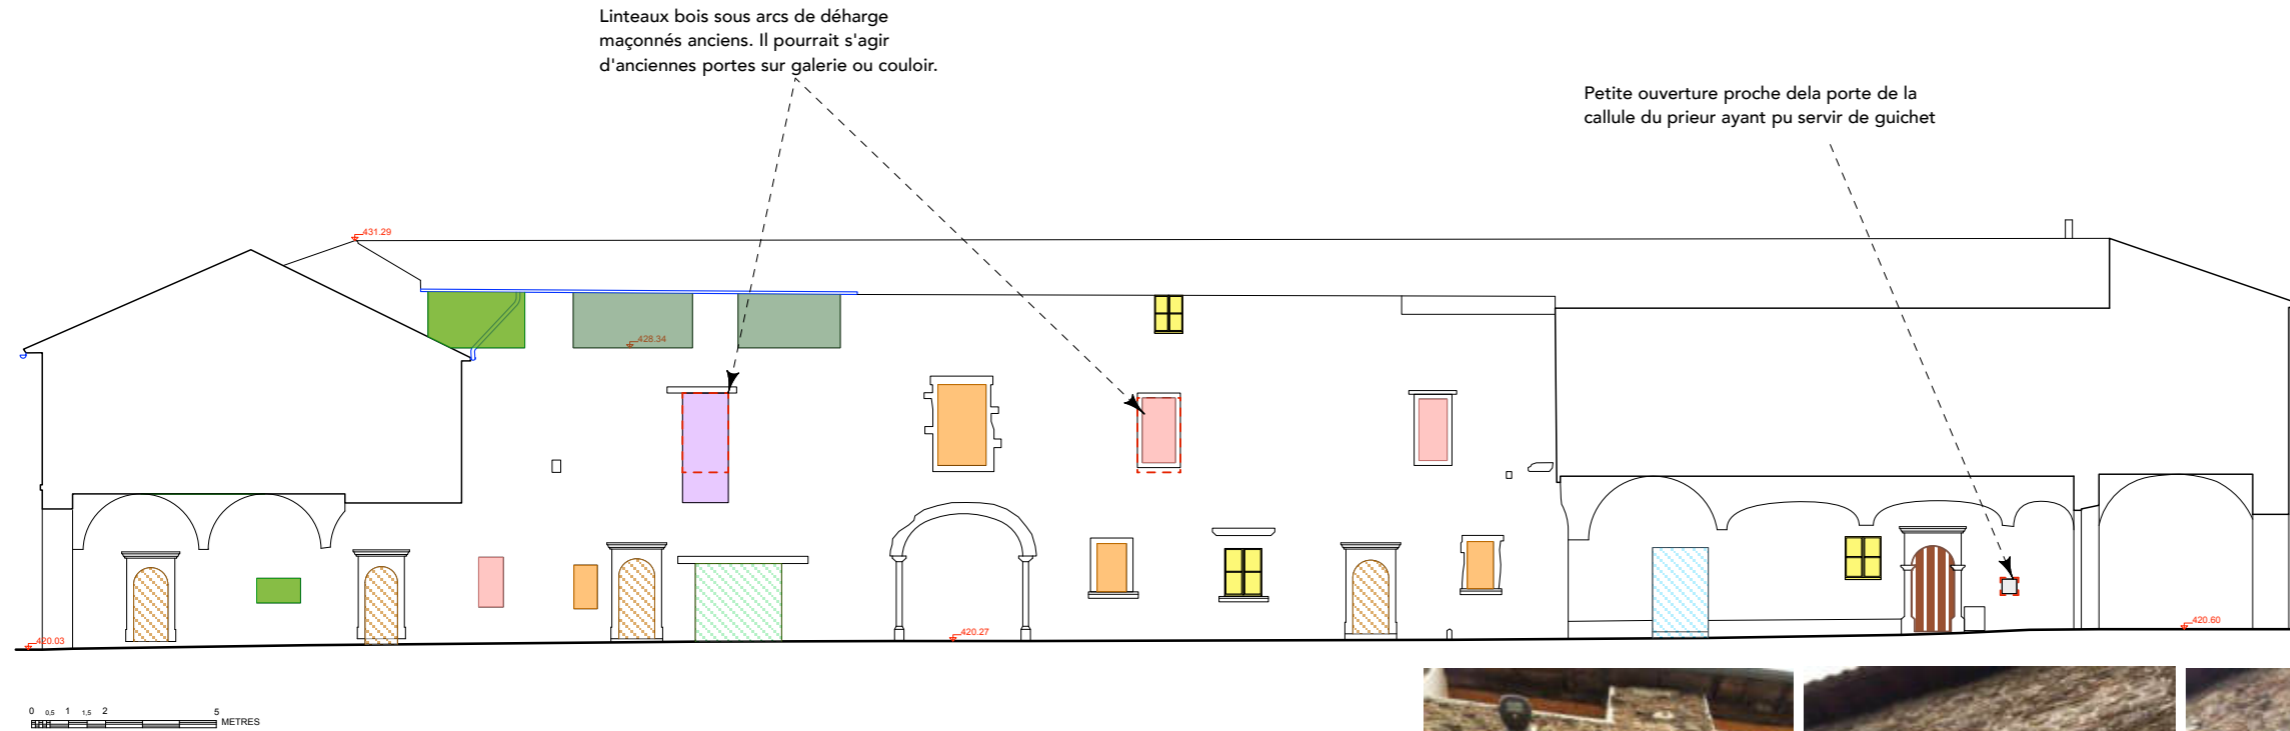 Linteaux bois sous arcs de déharge
maçonnés anciens. Il pourrait s'agir
d'anciennes portes sur galerie ou couloir.
Petite ouverture proche dela porte de la
callule du prieur ayant pu servir de guichet
431.29
428.34
420.03
420.27
420.60
0 0,5 1 1,5 2 5
METRES